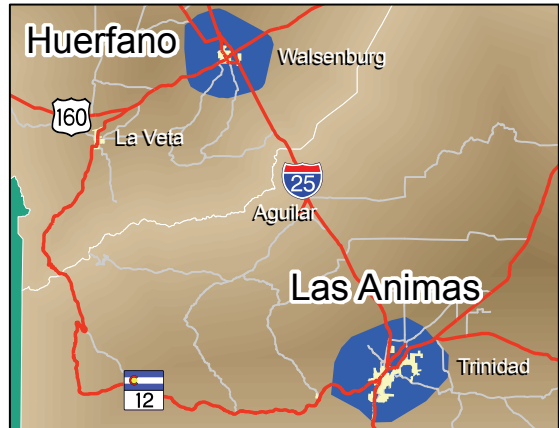 Huerfano
Walsenburg
160
La Veta
25
Aguilar
Las Animas
Trinidad
12